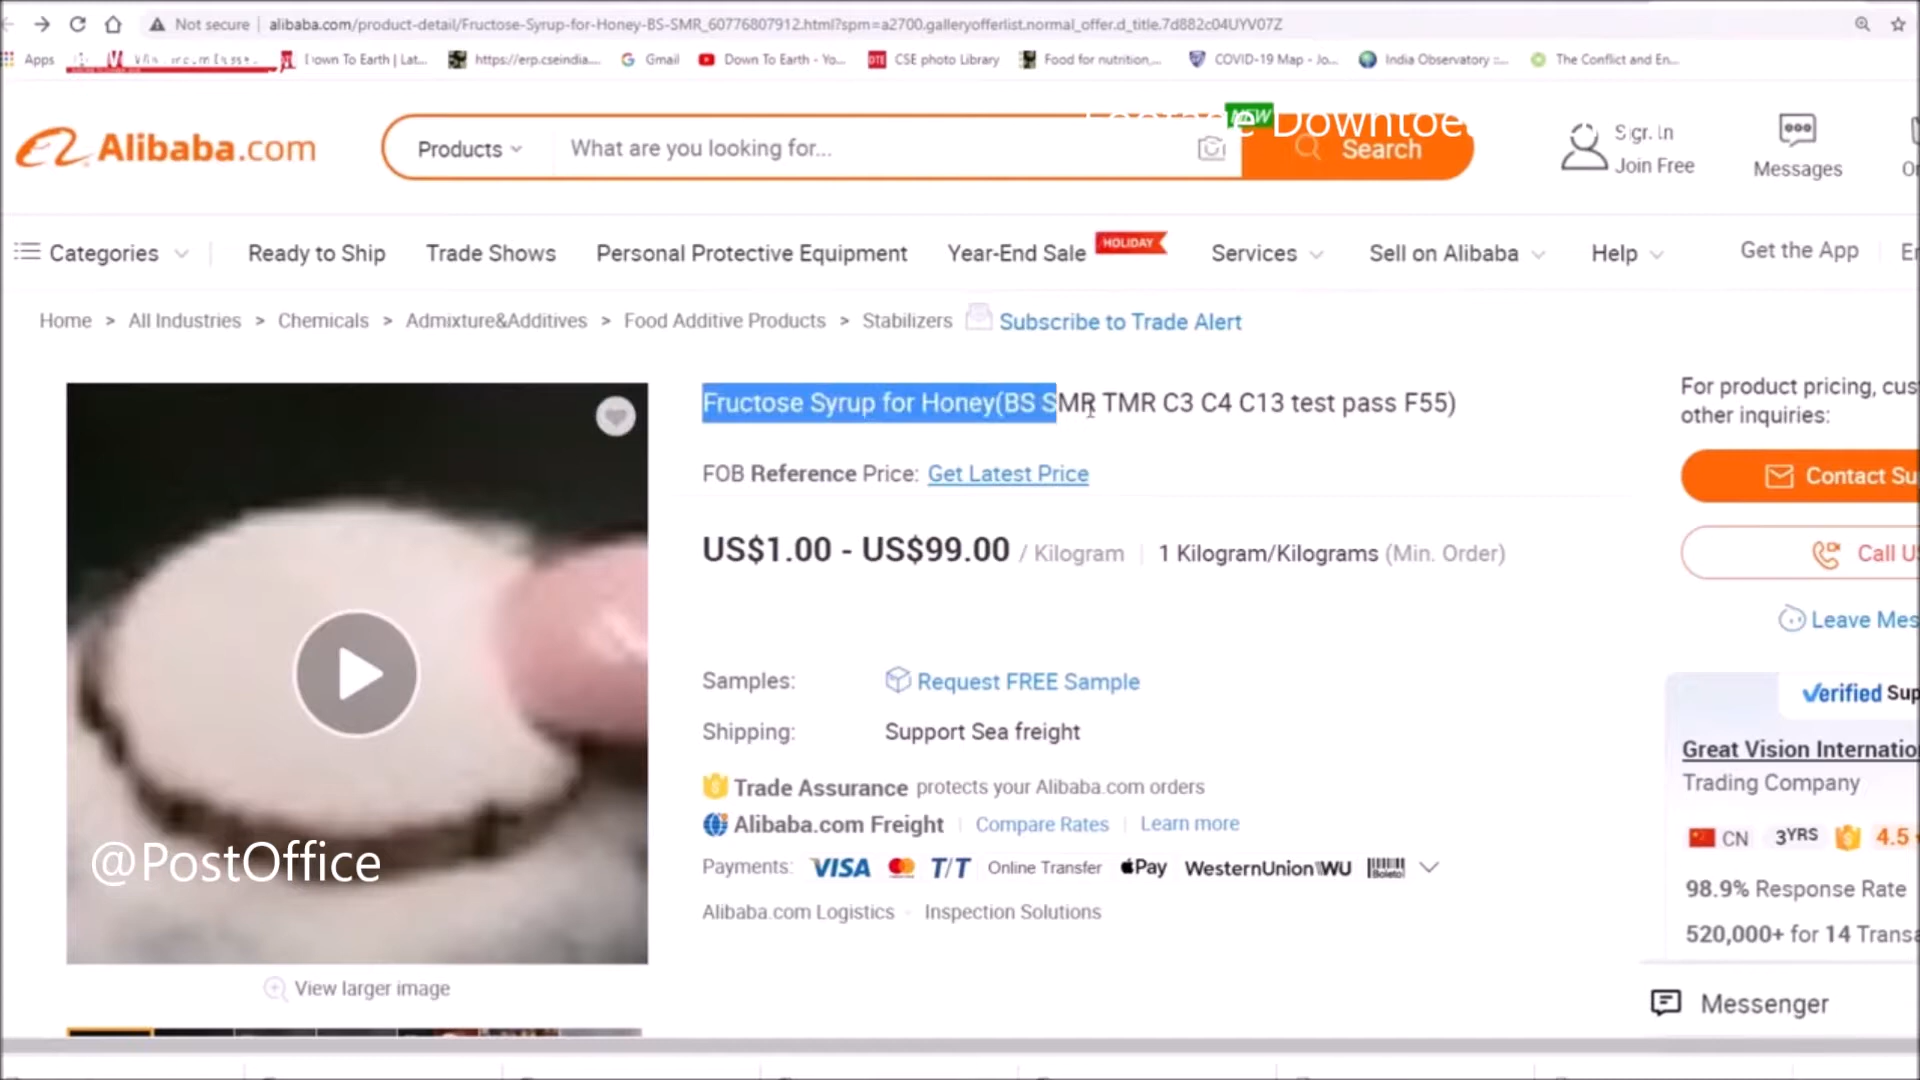 Not secure | alibaba.com/product-detail/Fructose-Syrup-for-Honey-BS-SMR_60776807912.html?spm=a2700.galleryofferlist.normal_offer.d_title.7d882c04UYV07Z
Apps Down To Earth | Lat... https://erp.cseindia.... Gmail Down To Earth - Yo... CSE photo Library Food for nutrition,... COVID-19 Map - Jo... India Observatory ::... The Conflict and En...
NEW
Alibaba.com Products What are you looking for... Search Sign In
Join Free Messages
Categories Ready to Ship Trade Shows Personal Protective Equipment Year-End Sale HOLIDAY Services Sell on Alibaba Help Get the App
Home > All Industries > Chemicals > Admixture&Additives > Food Additive Products > Stabilizers Subscribe to Trade Alert
Fructose Syrup for Honey(BS SMR TMR C3 C4 C13 test pass F55)
FOB Reference Price: Get Latest Price
US$1.00 - US$99.00 / Kilogram | 1 Kilogram/Kilograms (Min. Order)
Samples: Request FREE Sample
Shipping: Support Sea freight
Trade Assurance protects your Alibaba.com orders
Alibaba.com Freight | Compare Rates | Learn more
Payments: VISA T/T Online Transfer Pay WesternUnion WU Boleto
Alibaba.com Logistics - Inspection Solutions
@PostOffice
View larger image
For product pricing, cus
other inquiries:
Contact Su
Call U
Leave Mes
Verified Sup
Great Vision Internatio
Trading Company
CN 3YRS 4.5
98.9% Response Rate
520,000+ for 14 Transa
Messenger